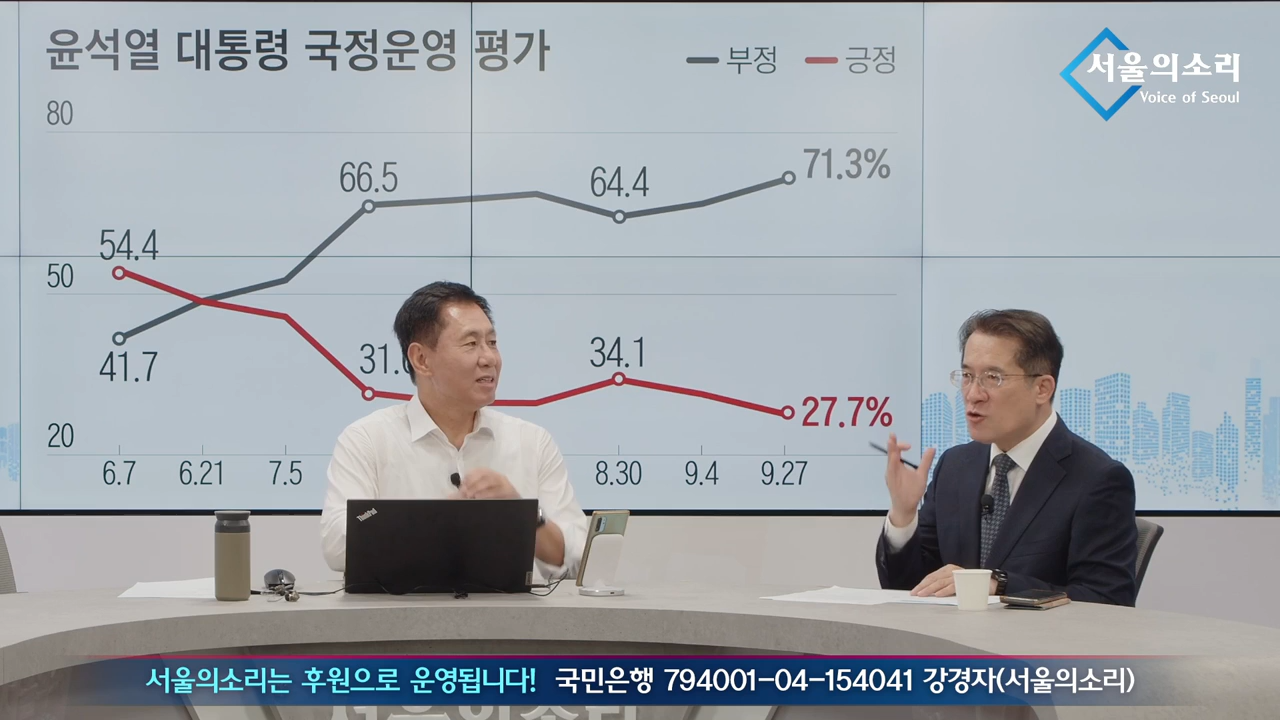 윤석열 대통령 국정운영 평가
부정 긍정
서울의소리
Voice of Seoul
80
66.5
64.4
71.3%
54.4
50
41.7
34.1
27.7%
20
6.7 6.21 7.5 8.30 9.4 9.27
ThinkPad
서울의소리는 후원으로 운영됩니다! 국민은행 794001-04-154041 강경자(서울의소리)